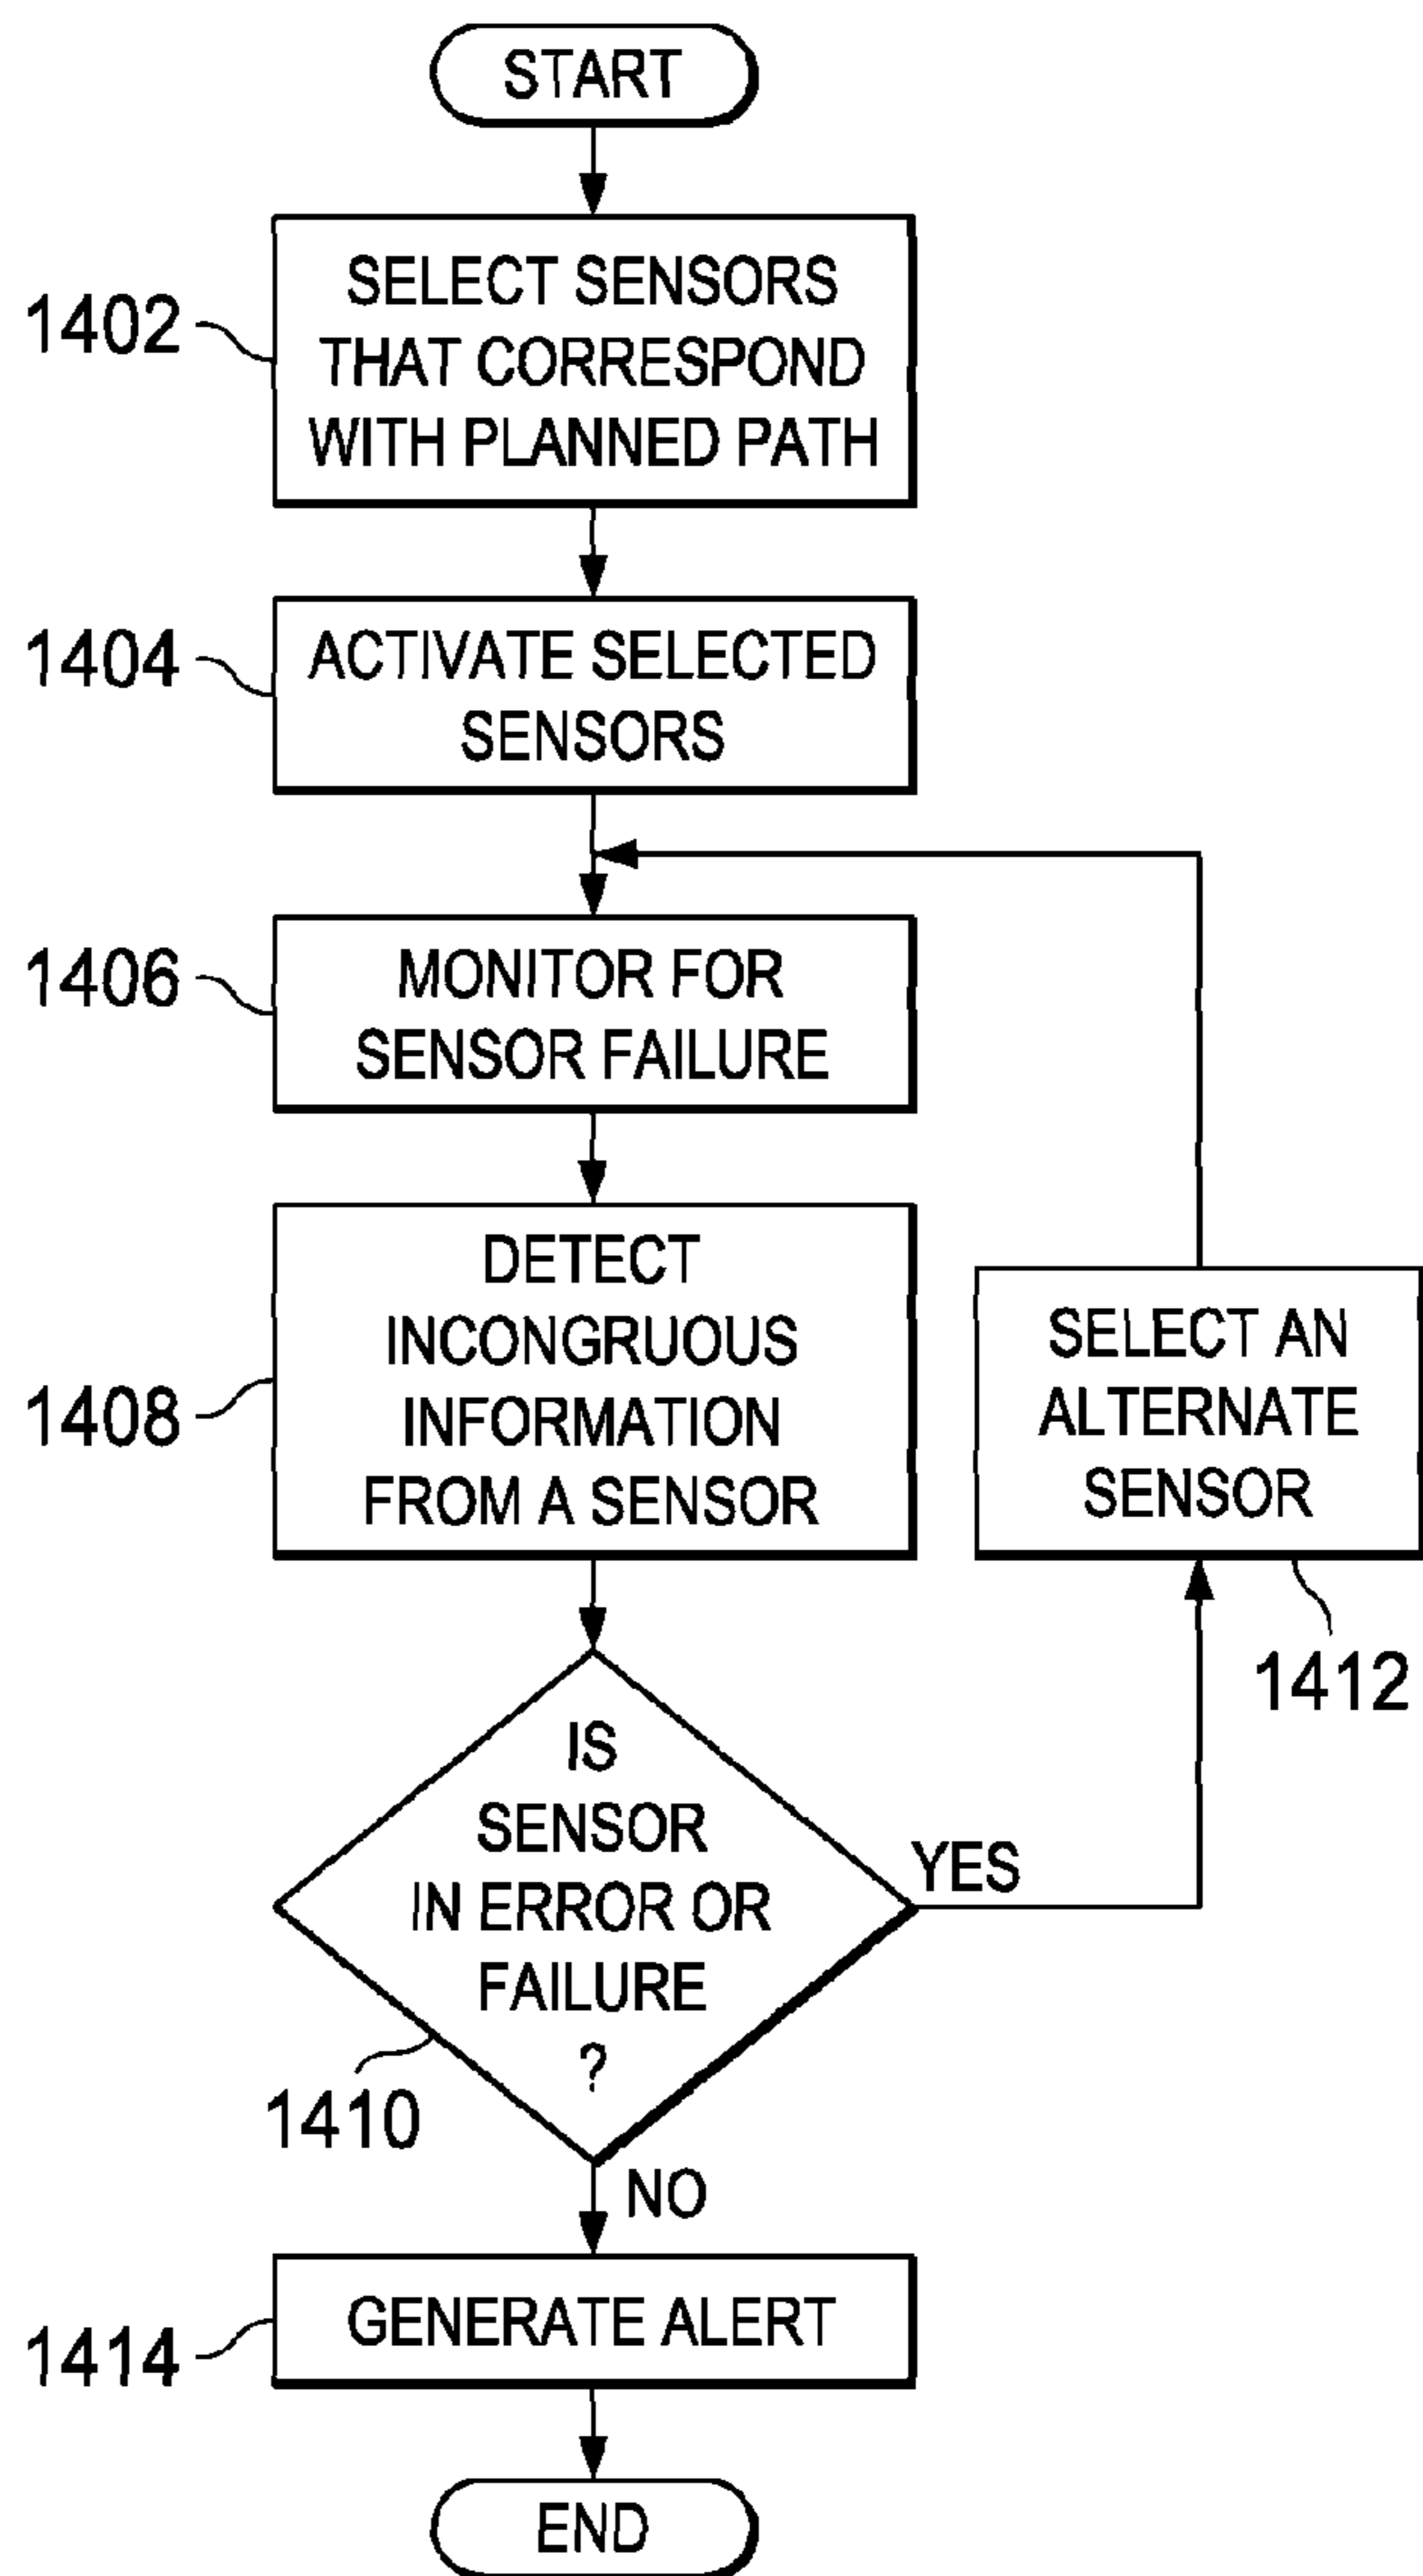 START
1402
SELECT SENSORS
THAT CORRESPOND
WITH PLANNED PATH
1404
ACTIVATE SELECTED
SENSORS
1406
MONITOR FOR
SENSOR FAILURE
1408
DETECT
INCONGRUOUS
INFORMATION
FROM A SENSOR
SELECT AN
ALTERNATE
SENSOR
1412
IS
SENSOR
IN ERROR OR
FAILURE
?
YES
1410
NO
1414
GENERATE ALERT
END